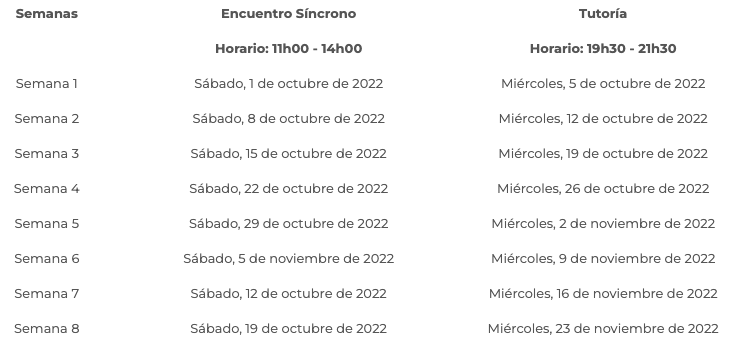 Semanas Encuentro Síncrono Tutoría
Horario: 11h00 - 14h00 Horario: 19h30 - 21h30
Semana 1 Sábado, 1 de octubre de 2022 Miércoles, 5 de octubre de 2022
Semana 2 Sábado, 8 de octubre de 2022 Miércoles, 12 de octubre de 2022
Semana 3 Sábado, 15 de octubre de 2022 Miércoles, 19 de octubre de 2022
Semana 4 Sábado, 22 de octubre de 2022 Miércoles, 26 de octubre de 2022
Semana 5 Sábado, 29 de octubre de 2022 Miércoles, 2 de noviembre de 2022
Semana 6 Sábado, 5 de noviembre de 2022 Miércoles, 9 de noviembre de 2022
Semana 7 Sábado, 12 de octubre de 2022 Miércoles, 16 de noviembre de 2022
Semana 8 Sábado, 19 de octubre de 2022 Miércoles, 23 de noviembre de 2022